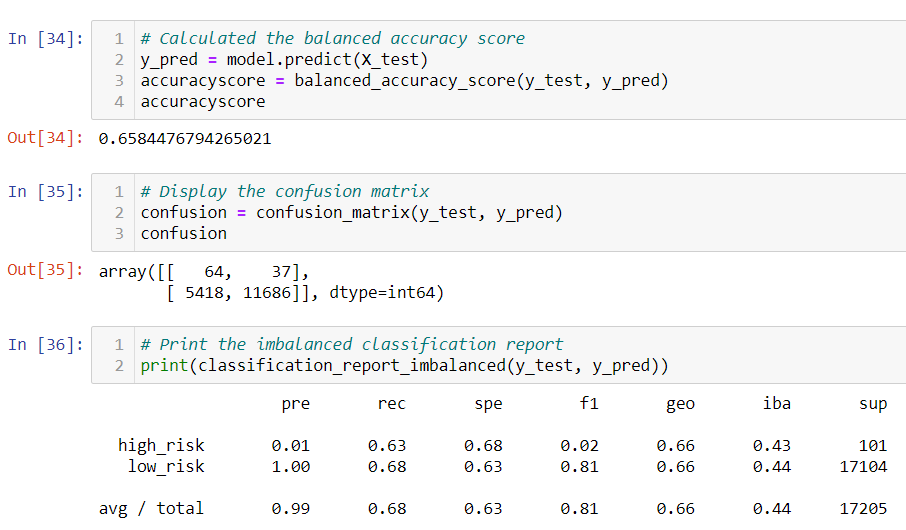 In [34]: 1 # Calculated the balanced accuracy score
2 y_pred = model.predict(X_test)
3 accuracyscore = balanced_accuracy_score(y_test, y_pred)
4 accuracyscore
Out[34]: 0.6584476794265021
In [35]: 1 # Display the confusion matrix
2 confusion = confusion_matrix(y_test, y_pred)
3 confusion
Out[35]: array([[   64,    37],
       [ 5418, 11686]], dtype=int64)
In [36]: 1 # Print the imbalanced classification report
2 print(classification_report_imbalanced(y_test, y_pred))
pre rec spe f1 geo iba sup
high_risk 0.01 0.63 0.68 0.02 0.66 0.43 101
low_risk 1.00 0.68 0.63 0.81 0.66 0.44 17104
avg / total 0.99 0.68 0.63 0.81 0.66 0.44 17205